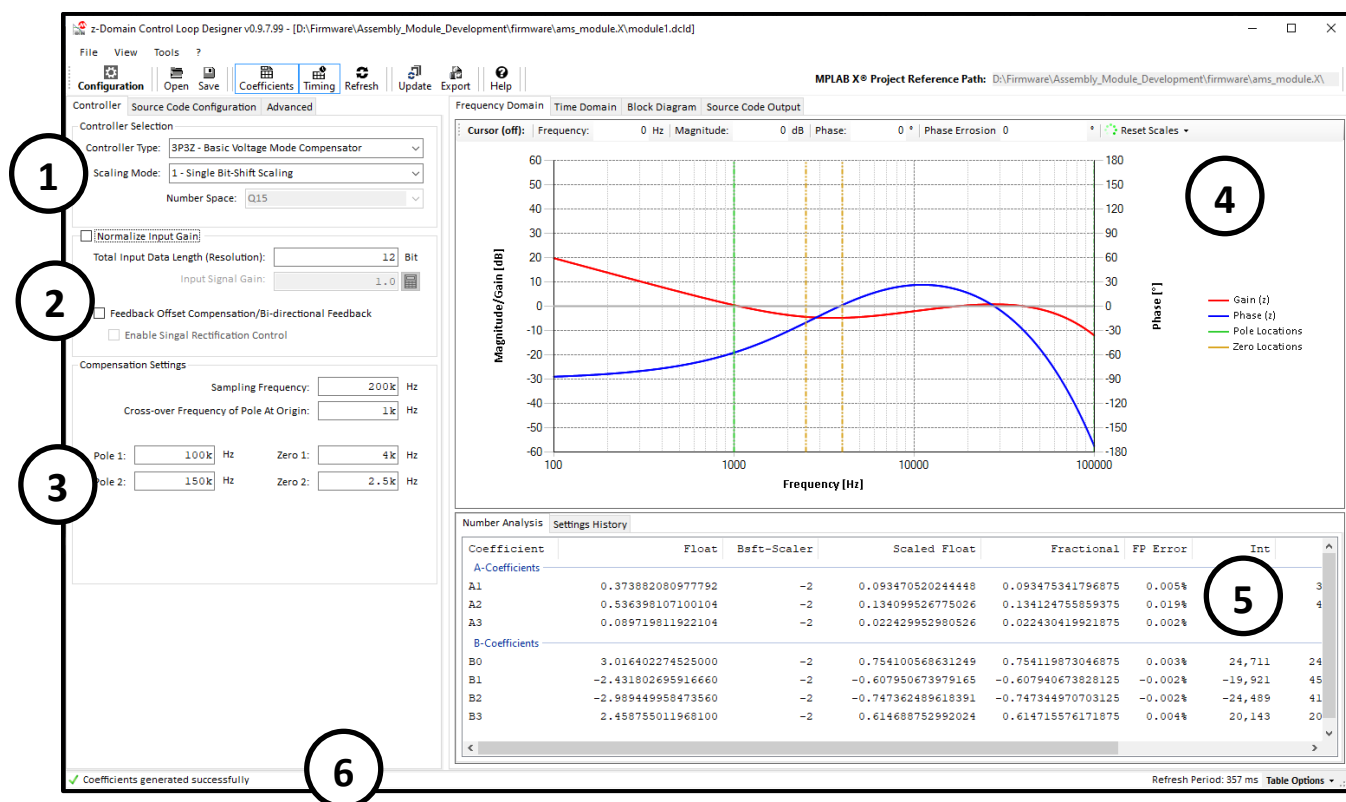 z-Domain Control Loop Designer v0.9.7.99 - [D:\Firmware\Assembly_Module_Development\firmware\ams_module.X\module1.dcld]
File View Tools ?
Configuration Open Save Coefficients Timing Refresh Update Export Help
MPLAB X® Project Reference Path: D:\Firmware\Assembly_Module_Development\firmware\ams_module.X\
Controller Source Code Configuration Advanced
Controller Selection
Controller Type: 3P3Z - Basic Voltage Mode Compensator
Scaling Mode: 1 - Single Bit-Shift Scaling
Number Space: Q15
1
Normalize Input Gain
Total Input Data Length (Resolution): 12 Bit
Input Signal Gain: 1.0
2
Feedback Offset Compensation/Bi-directional Feedback
Enable Singal Rectification Control
Compensation Settings
Sampling Frequency: 200k Hz
Cross-over Frequency of Pole At Origin: 1k Hz
Pole 1: 100k Hz Zero 1: 4k Hz
Pole 2: 150k Hz Zero 2: 2.5k Hz
3
Frequency Domain Time Domain Block Diagram Source Code Output
Cursor (off): Frequency: 0 Hz Magnitude: 0 dB Phase: 0 ° Phase Errosion 0 ° Reset Scales
4
Magnitude/Gain [dB]
60 180
50 150
40 120
30 90
20 60
10 30
0 0
-10 -30
-20 -60
-30 -90
-40 -120
-50 -150
-60 -180
Phase [°]
100 1000 10000 100000
Frequency [Hz]
Gain (z)
Phase (z)
Pole Locations
Zero Locations
Number Analysis Settings History
Coefficient Float Bsft-Scaler Scaled Float Fractional FP Error Int
A-Coefficients
A1 0.373882080977792 -2 0.093470520244448 0.093475341796875 0.005% 3
A2 0.536398107100104 -2 0.134099526775026 0.134124755859375 0.019% 4
A3 0.089719811922104 -2 0.022429952980526 0.022430419921875 0.002%
5
B-Coefficients
B0 3.016402274525000 -2 0.754100568631249 0.754119873046875 0.003% 24,711 24
B1 -2.431802695916660 -2 -0.607950673979165 -0.607940673828125 -0.002% -19,921 45
B2 -2.989449958473560 -2 -0.747362489618391 -0.747344970703125 -0.002% -24,489 41
B3 2.458755011968100 -2 0.614688752992024 0.614715576171875 0.004% 20,143 20
Coefficients generated successfully
6
Refresh Period: 357 ms Table Options